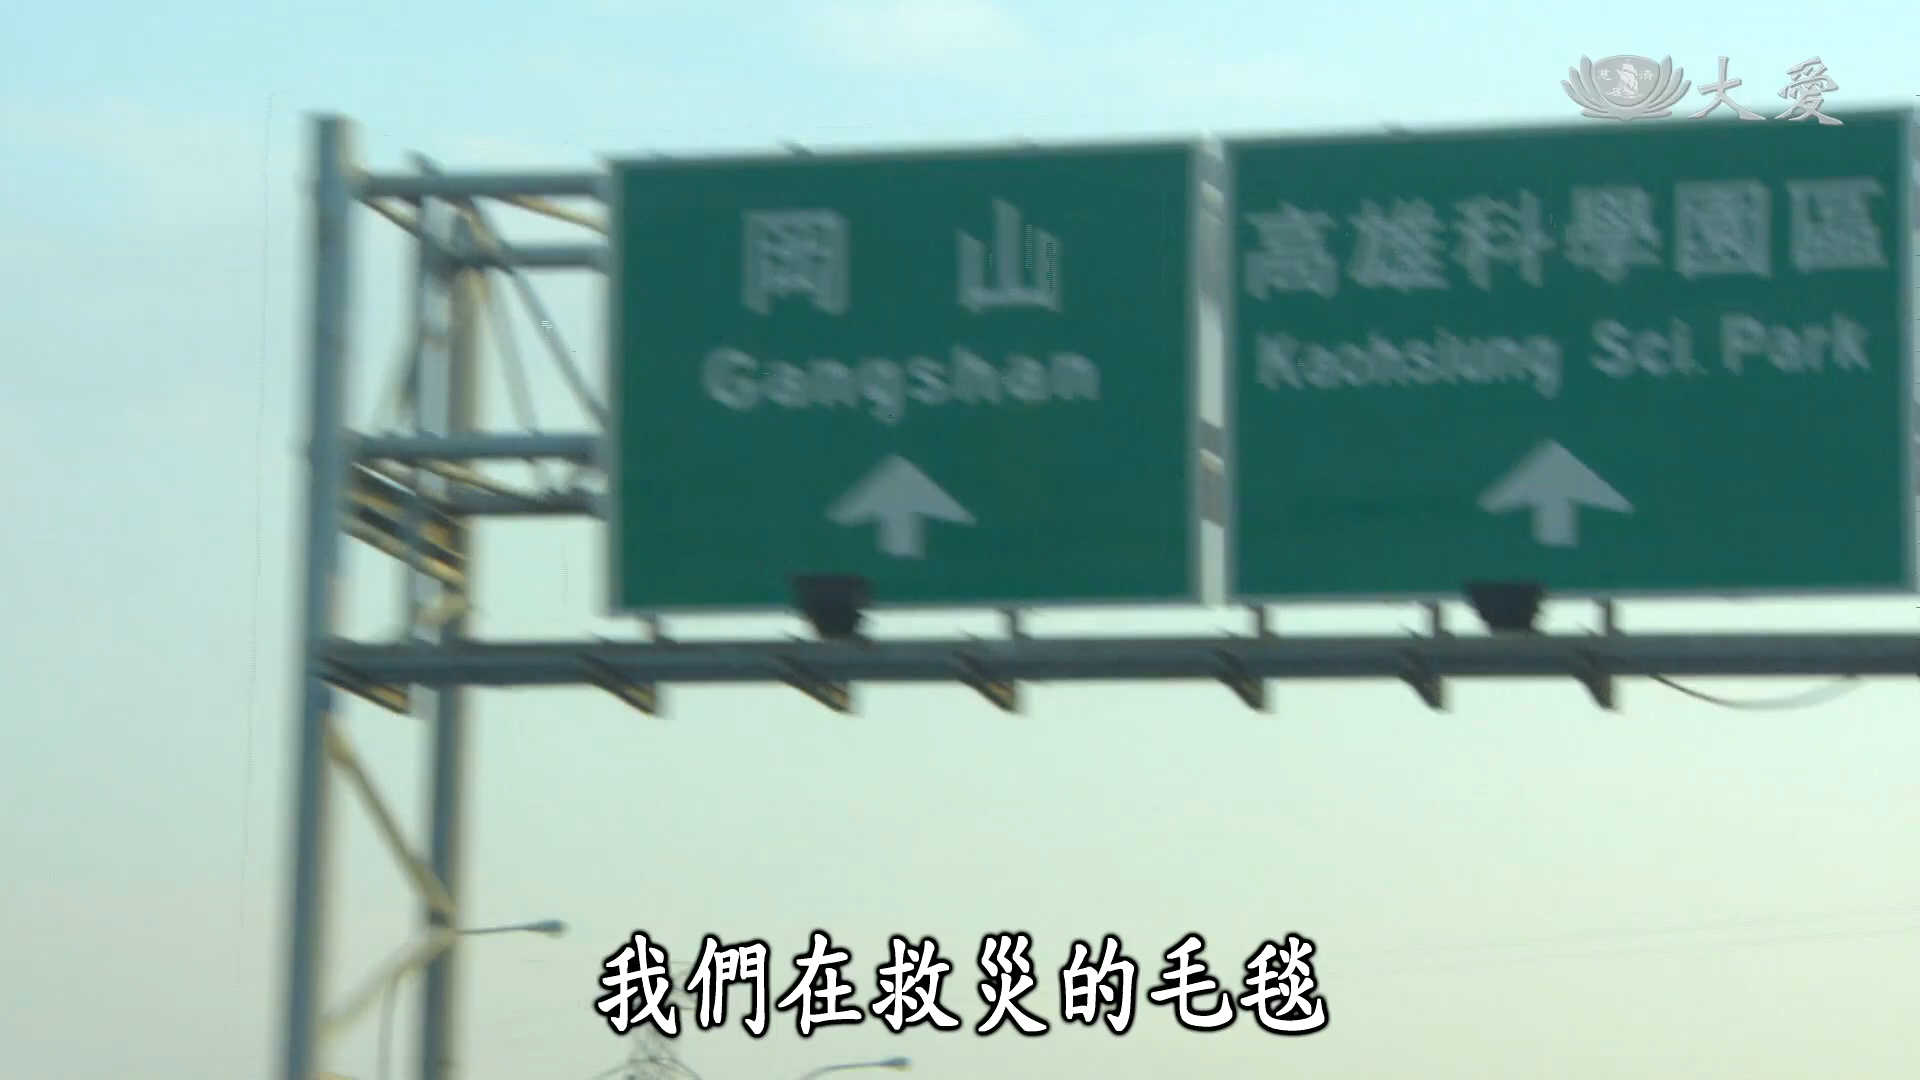 大愛
岡山
Gangshan
高雄科學園區
Kaohsiung Sci. Park
我們在救災的毛毯